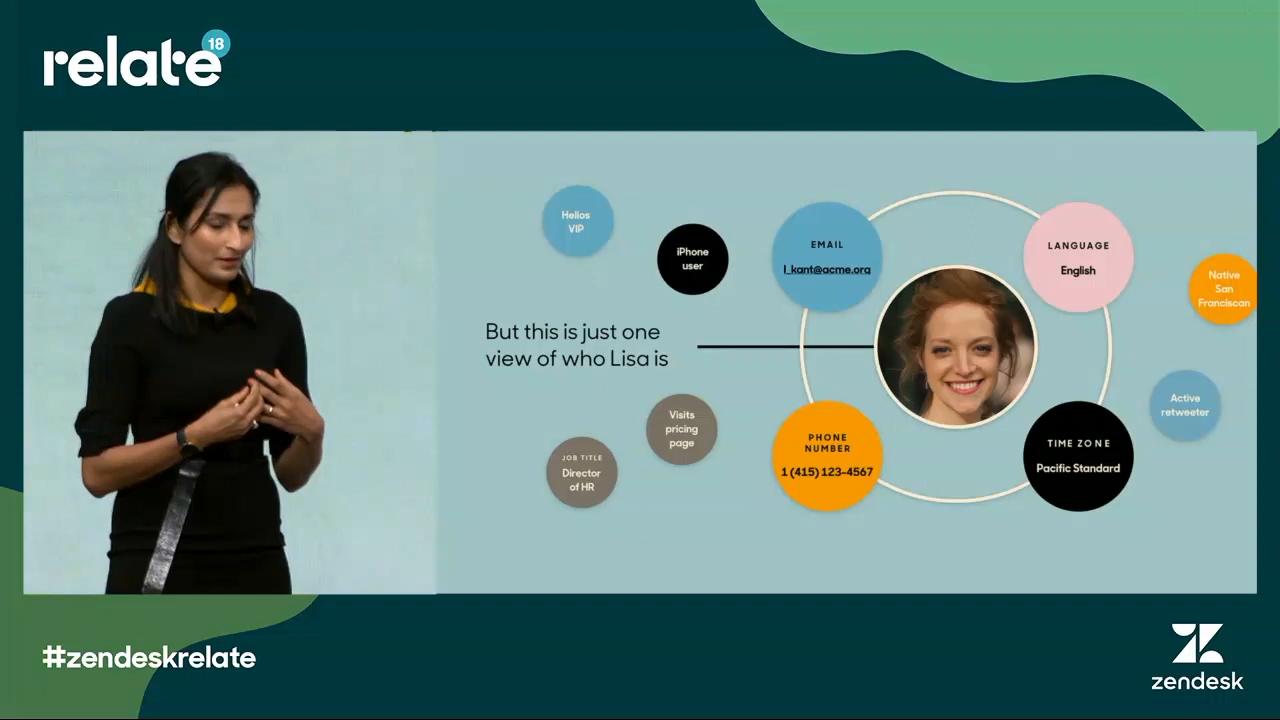 relate
18
Helios
VIP
iPhone
user
EMAIL
l_kant@acme.org
LANGUAGE
English
Native
San
Franciscan
But this is just one
view of who Lisa is
Visits
pricing
page
JOB TITLE
Director
of HR
PHONE
NUMBER
1 (415) 123-4567
TIME ZONE
Pacific Standard
Active
retweeter
#zendeskrelate
zendesk